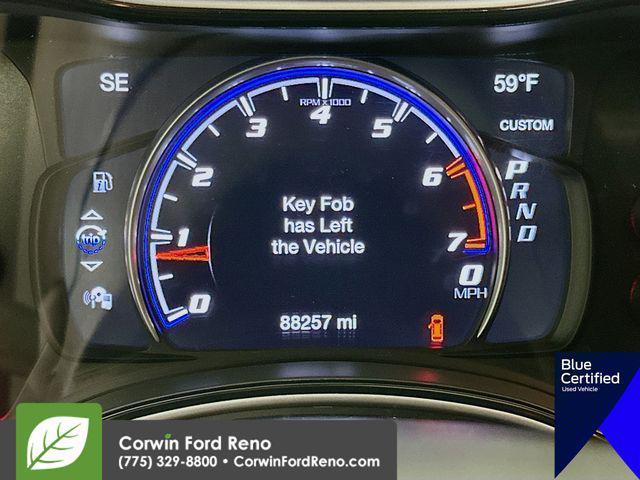 SE
59°F
CUSTOM
RPM x 1000
0
1
2
3
4
5
6
7
P
R
N
D
Key Fob
has Left
the Vehicle
0
MPH
88257 mi
Blue
Certified
Used Vehicle
Corwin Ford Reno
(775) 329-8800 • CorwinFordReno.com